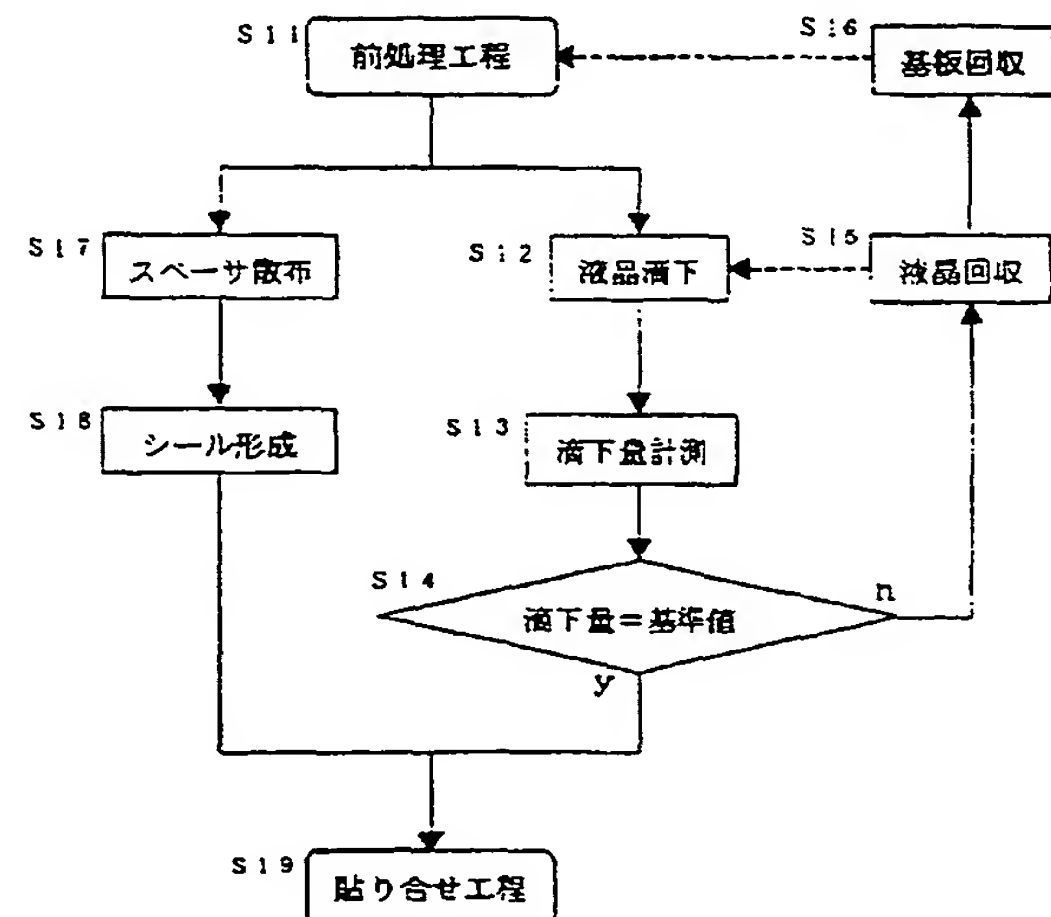 S11
前処理工程
S16
基板回収
S17
スペーサ散布
S12
液晶滴下
S15
液晶回収
S18
シール形成
S13
滴下量計測
S14
滴下量=基準値
n
y
S19
貼り合せ工程